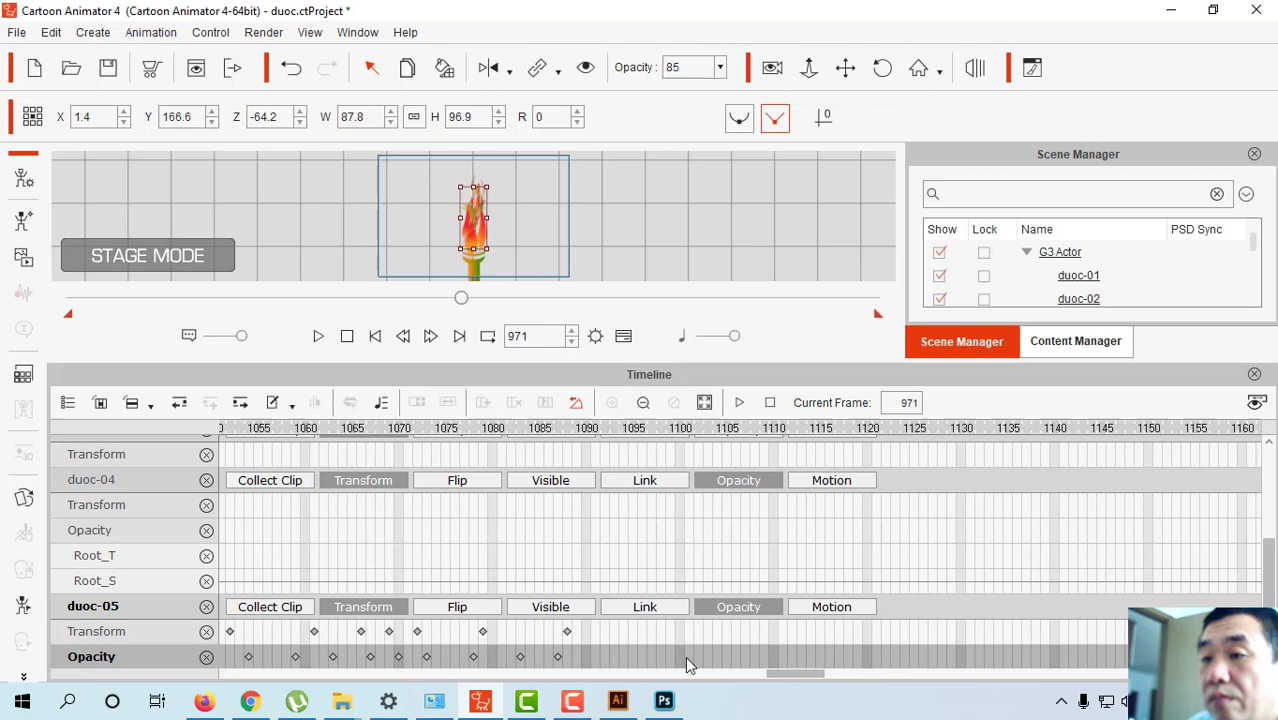 Cartoon Animator 4  (Cartoon Animator 4-64bit) - duoc.ctProject *
File Edit Create Animation Control Render View Window Help
Opacity : 85
X 1.4 Y 166.6 Z -64.2 W 87.8 H 96.9 R 0 0
Scene Manager
STAGE MODE
Show Lock Name PSD Sync
G3 Actor
duoc-01
duoc-02
971
Scene Manager Content Manager
Timeline
Current Frame: 971
1055 1060 1065 1070 1075 1080 1085 1090 1095 1100 1105 1110 1115 1120 1125 1130 1135 1140 1145 1150 1155 1160
Transform
duoc-04 Collect Clip Transform Flip Visible Link Opacity Motion
Transform
Opacity
Root_T
Root_S
duoc-05 Collect Clip Transform Flip Visible Link Opacity Motion
Transform
Opacity
Ai Ps